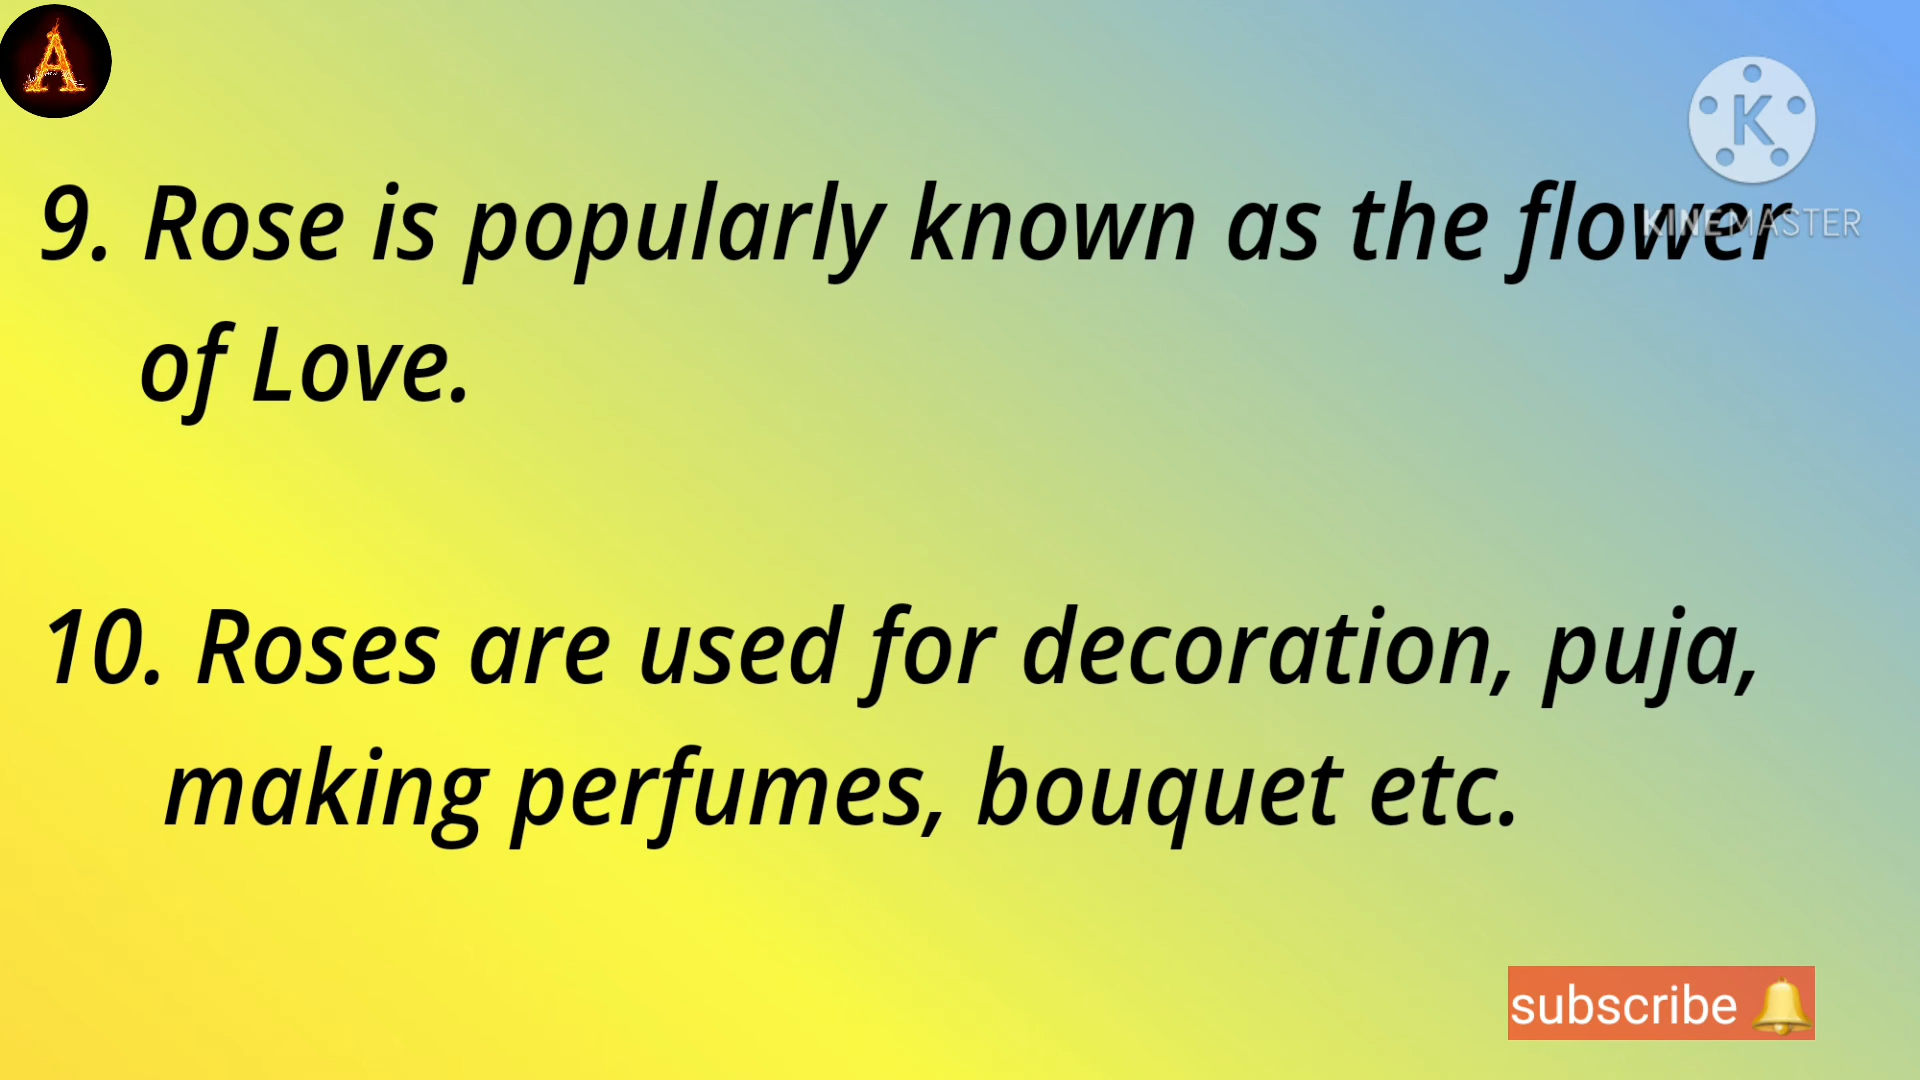 A
K
KINEMASTER
9. Rose is popularly known as the flower
of Love.
10. Roses are used for decoration, puja,
making perfumes, bouquet etc.
subscribe